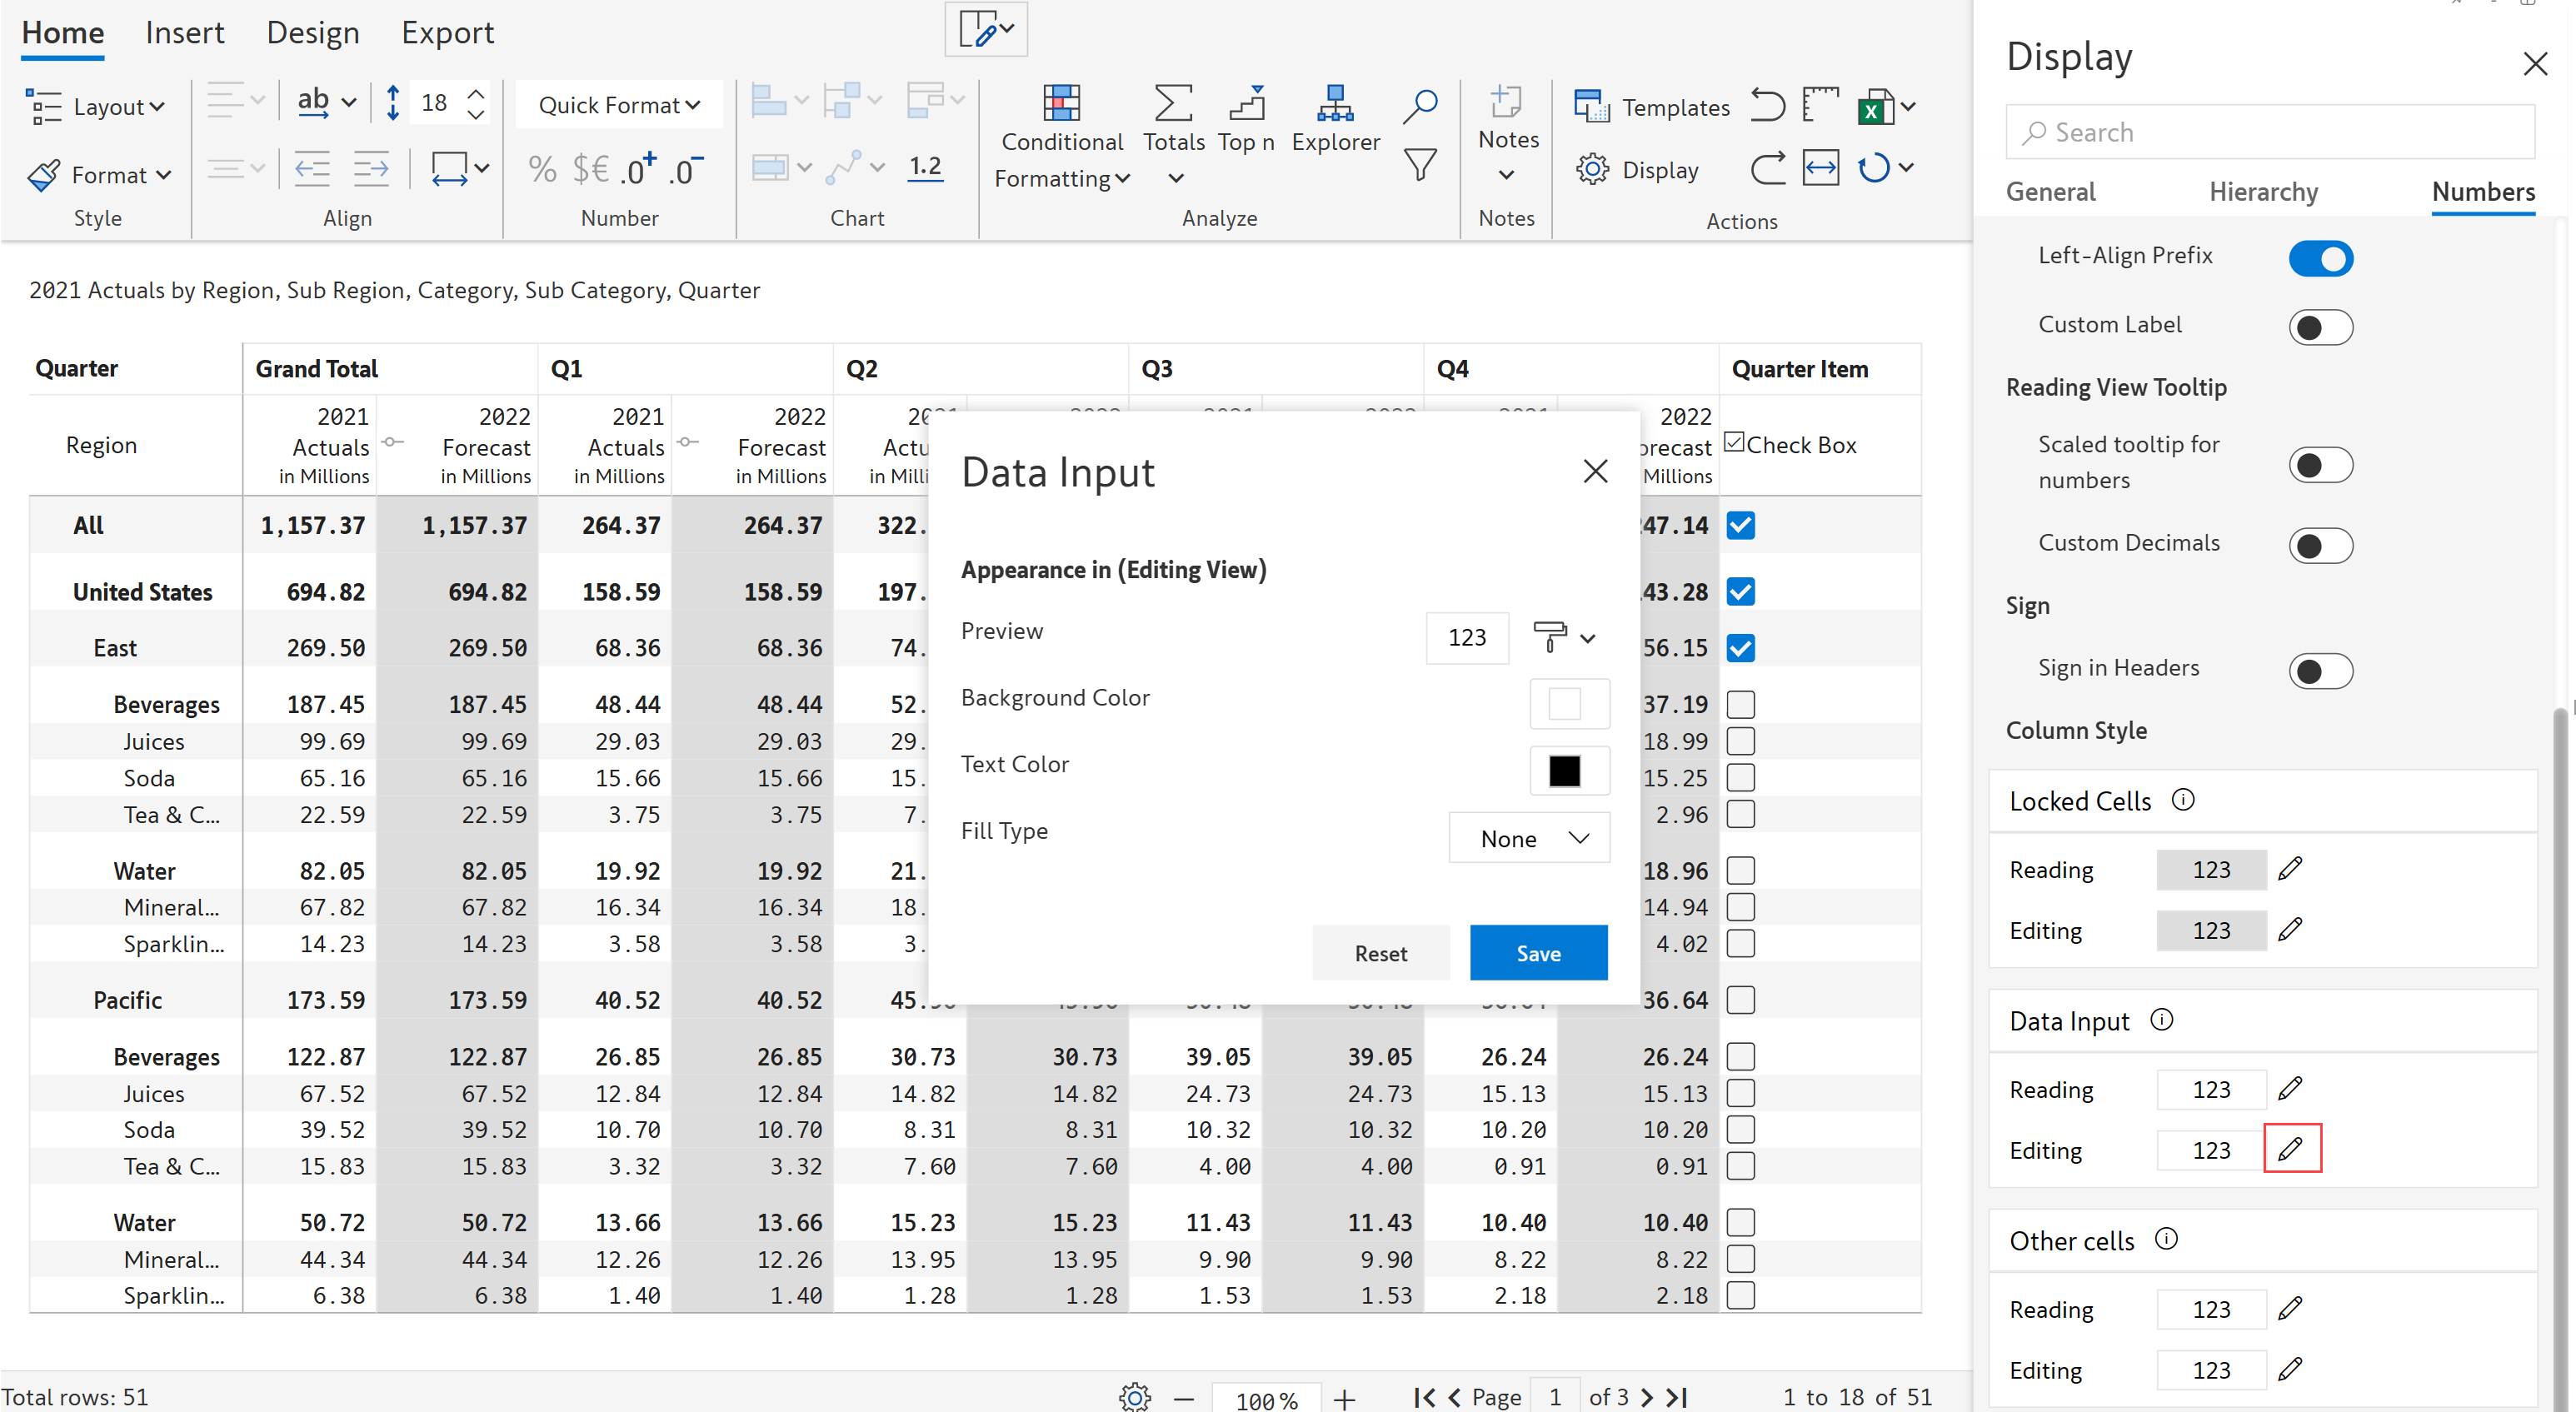 Home Insert Design Export
Layout ab 18 Quick Format Conditional Formatting Totals Top n Explorer Notes Templates
Format % $€ .0+ .0- 1.2 Display
Style Align Number Chart Analyze Notes Actions
2021 Actuals by Region, Sub Region, Category, Sub Category, Quarter
Quarter Grand Total Q1 Q2 Q3 Q4 Quarter Item
Region 2021 Actuals in Millions 2022 Forecast in Millions 2021 Actuals in Millions 2022 Forecast in Millions 2022 Millions Check Box
All 1,157.37 1,157.37 264.37 264.37 322. 47.14
United States 694.82 694.82 158.59 158.59 197. 43.28
East 269.50 269.50 68.36 68.36 74. 56.15
Beverages 187.45 187.45 48.44 48.44 52. 37.19
Juices 99.69 99.69 29.03 29.03 29. 18.99
Soda 65.16 65.16 15.66 15.66 15. 15.25
Tea & C... 22.59 22.59 3.75 3.75 7. 2.96
Water 82.05 82.05 19.92 19.92 21. 18.96
Mineral... 67.82 67.82 16.34 16.34 18. 14.94
Sparklin... 14.23 14.23 3.58 3.58 3. 4.02
Pacific 173.59 173.59 40.52 40.52 45. 36.64
Beverages 122.87 122.87 26.85 26.85 30.73 30.73 39.05 39.05 26.24 26.24
Juices 67.52 67.52 12.84 12.84 14.82 14.82 24.73 24.73 15.13 15.13
Soda 39.52 39.52 10.70 10.70 8.31 8.31 10.32 10.32 10.20 10.20
Tea & C... 15.83 15.83 3.32 3.32 7.60 7.60 4.00 4.00 0.91 0.91
Water 50.72 50.72 13.66 13.66 15.23 15.23 11.43 11.43 10.40 10.40
Mineral... 44.34 44.34 12.26 12.26 13.95 13.95 9.90 9.90 8.22 8.22
Sparklin... 6.38 6.38 1.40 1.40 1.28 1.28 1.53 1.53 2.18 2.18
Total rows: 51 100 % Page 1 of 3 1 to 18 of 51
Data Input
Appearance in (Editing View)
Preview 123
Background Color
Text Color
Fill Type None
Reset Save
Display
Search
General Hierarchy Numbers
Left-Align Prefix
Custom Label
Reading View Tooltip
Scaled tooltip for
numbers
Custom Decimals
Sign
Sign in Headers
Column Style
Locked Cells
Reading 123
Editing 123
Data Input
Reading 123
Editing 123
Other cells
Reading 123
Editing 123